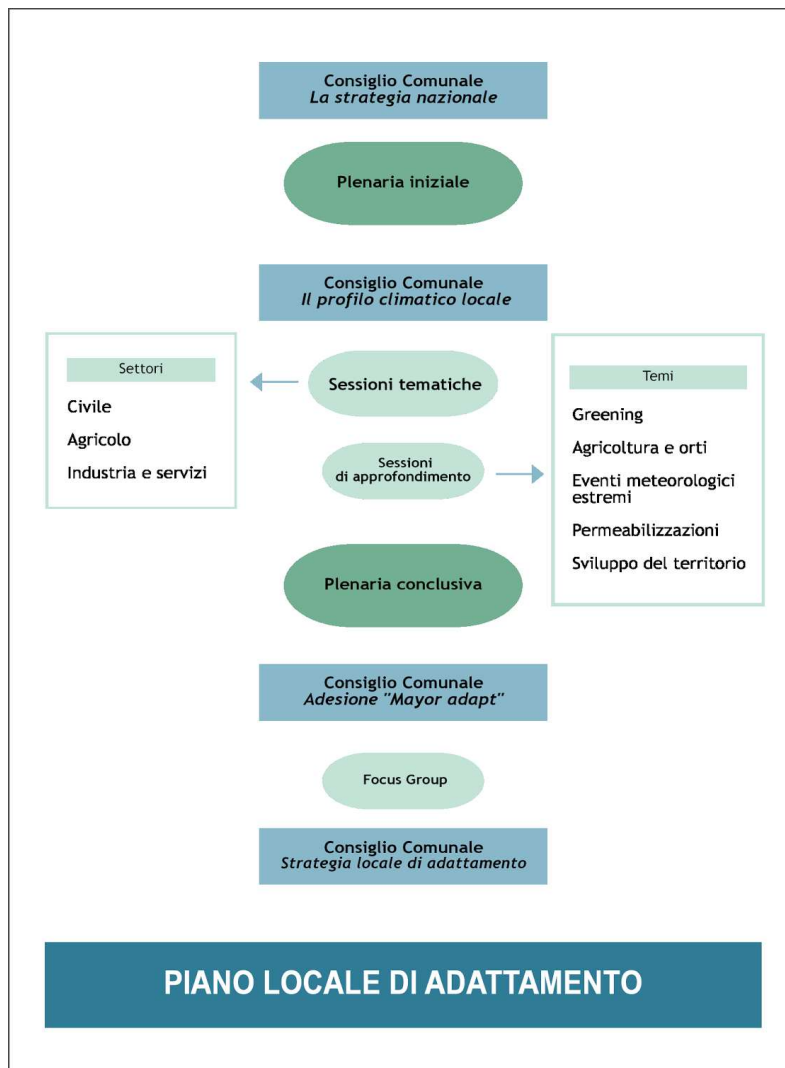 Consiglio Comunale
La strategia nazionale
Plenaria iniziale
Consiglio Comunale
Il profilo climatico locale
Settori
Civile
Agricolo
Industria e servizi
Sessioni tematiche
Sessioni
di approfondimento
Temi
Greening
Agricoltura e orti
Eventi meteorologici
estremi
Permeabilizzazioni
Sviluppo del territorio
Plenaria conclusiva
Consiglio Comunale
Adesione "Mayor adapt"
Focus Group
Consiglio Comunale
Strategia locale di adattamento
PIANO LOCALE DI ADATTAMENTO